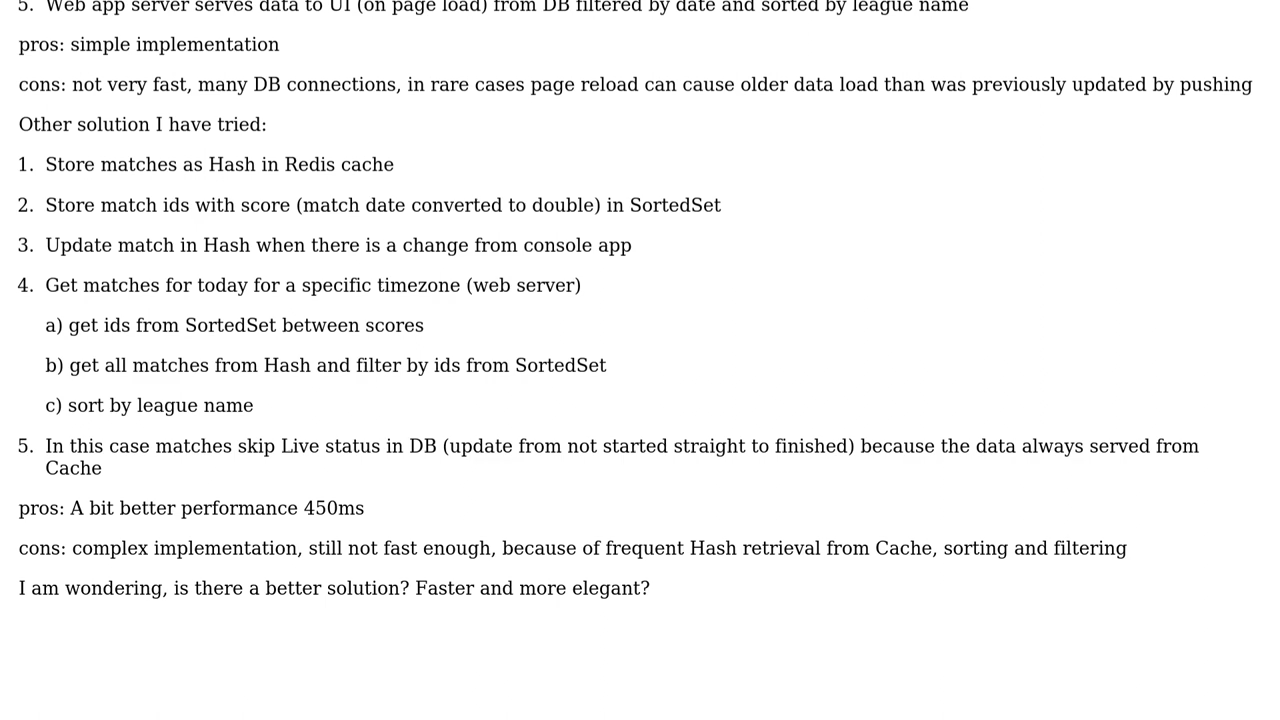 5. Web app server serves data to UI (on page load) from DB filtered by date and sorted by league name
pros: simple implementation
cons: not very fast, many DB connections, in rare cases page reload can cause older data load than was previously updated by pushing
Other solution I have tried:
1. Store matches as Hash in Redis cache
2. Store match ids with score (match date converted to double) in SortedSet
3. Update match in Hash when there is a change from console app
4. Get matches for today for a specific timezone (web server)
a) get ids from SortedSet between scores
b) get all matches from Hash and filter by ids from SortedSet
c) sort by league name
5. In this case matches skip Live status in DB (update from not started straight to finished) because the data always served from
Cache
pros: A bit better performance 450ms
cons: complex implementation, still not fast enough, because of frequent Hash retrieval from Cache, sorting and filtering
I am wondering, is there a better solution? Faster and more elegant?